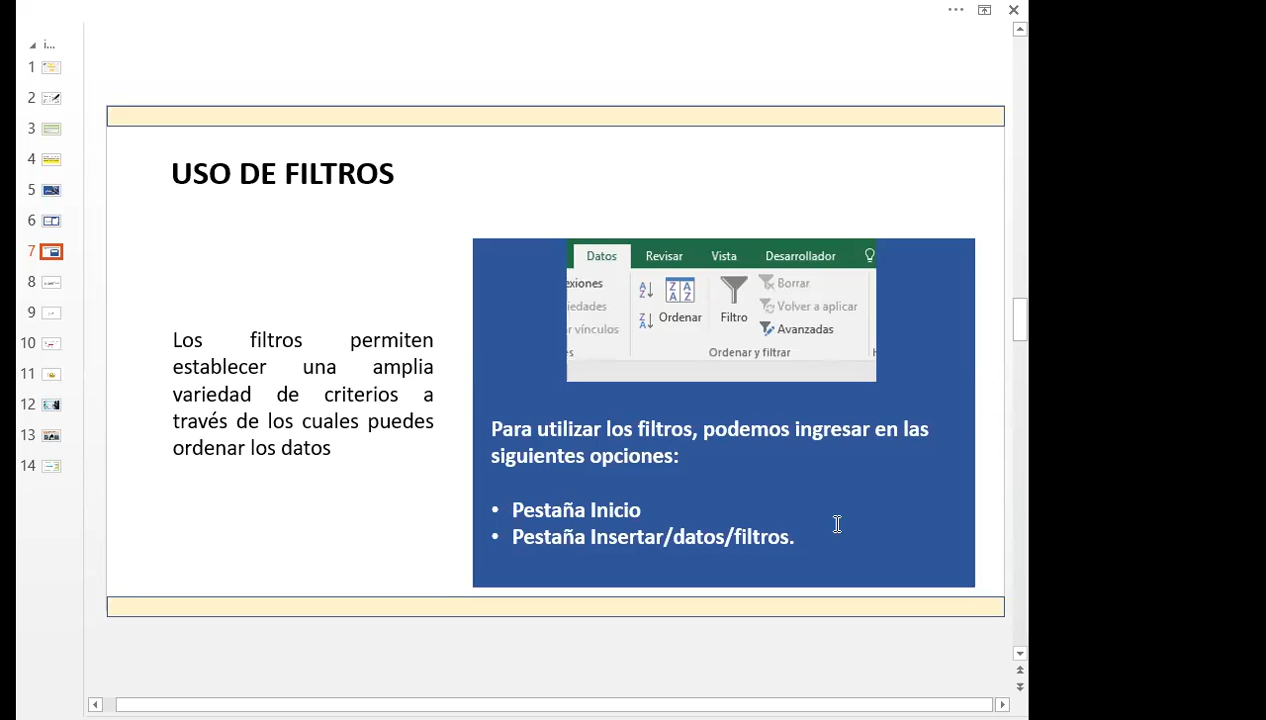 i...
1
2
3
4
5
6
7
8
9
10
11
12
13
14
USO DE FILTROS
Los filtros permiten
establecer una amplia
variedad de criterios a
través de los cuales puedes
ordenar los datos
Datos Revisar Vista Desarrollador
exiones
iedades
r vínculos
s
Ordenar
Filtro
Borrar
Volver a aplicar
Avanzadas
Ordenar y filtrar
Para utilizar los filtros, podemos ingresar en las
siguientes opciones:
• Pestaña Inicio
• Pestaña Insertar/datos/filtros.